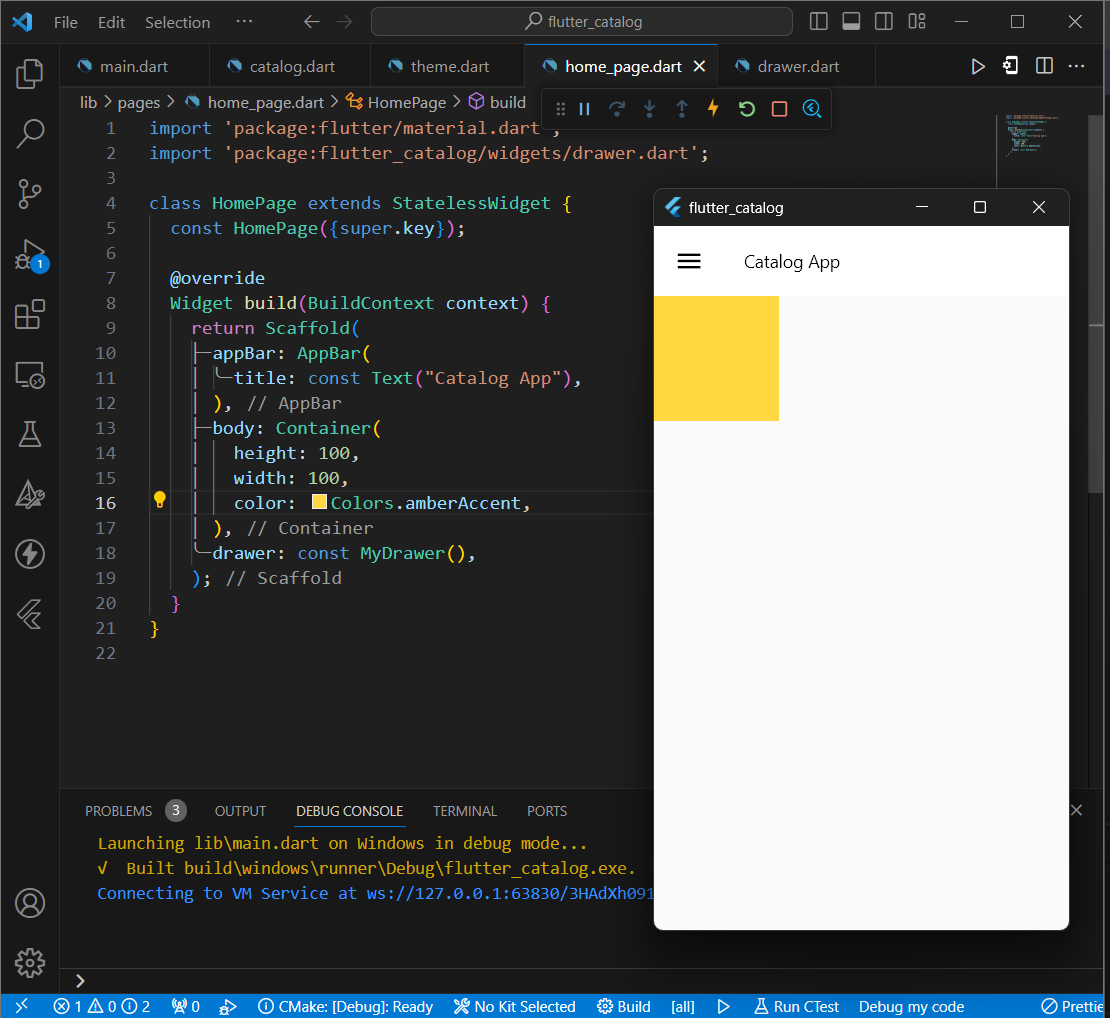 File Edit Selection ··· flutter_catalog
main.dart catalog.dart theme.dart home_page.dart drawer.dart
lib > pages > home_page.dart > HomePage > build
1 import 'package:flutter/material.dart';
2 import 'package:flutter_catalog/widgets/drawer.dart';
3
4 class HomePage extends StatelessWidget {
5 const HomePage({super.key});
6
7 @override
8 Widget build(BuildContext context) {
9 return Scaffold(
10 appBar: AppBar(
11 title: const Text("Catalog App"),
12 ), // AppBar
13 body: Container(
14 height: 100,
15 width: 100,
16 color: Colors.amberAccent,
17 ), // Container
18 drawer: const MyDrawer(),
19 ); // Scaffold
20 }
21 }
22
1
flutter_catalog
Catalog App
PROBLEMS 3 OUTPUT DEBUG CONSOLE TERMINAL PORTS
Launching lib\main.dart on Windows in debug mode...
√ Built build\windows\runner\Debug\flutter_catalog.exe.
Connecting to VM Service at ws://127.0.0.1:63830/3HAdXh091
>
1 0 2 0 CMake: [Debug]: Ready No Kit Selected Build [all] Run CTest Debug my code Prettie